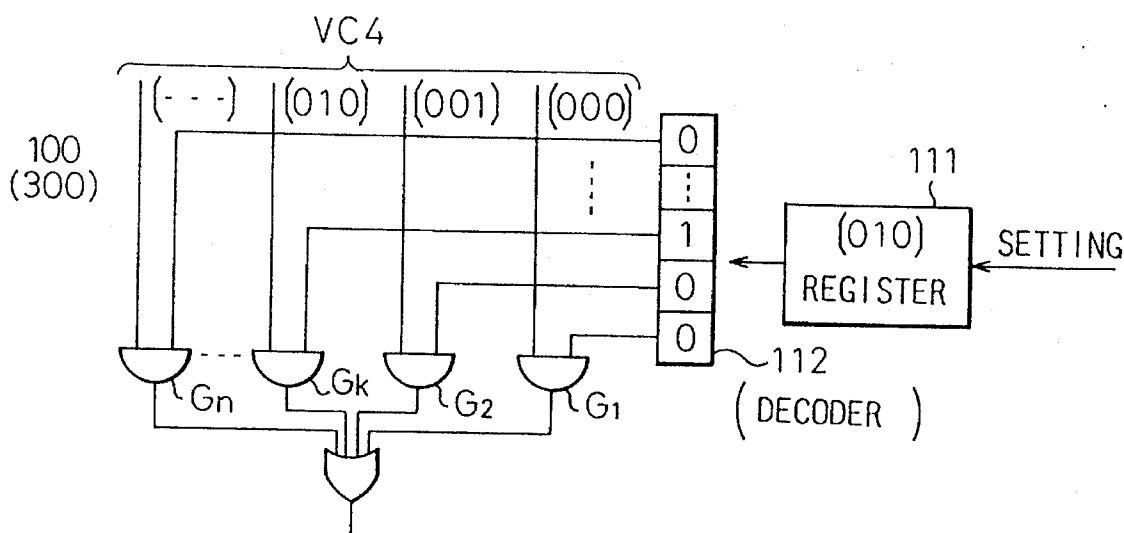 VC4
(---) (010) (001) (000)
100
(300)
0
1
0
0
111
(010)
REGISTER
SETTING
112
(DECODER)
Gn
Gk
G2
G1